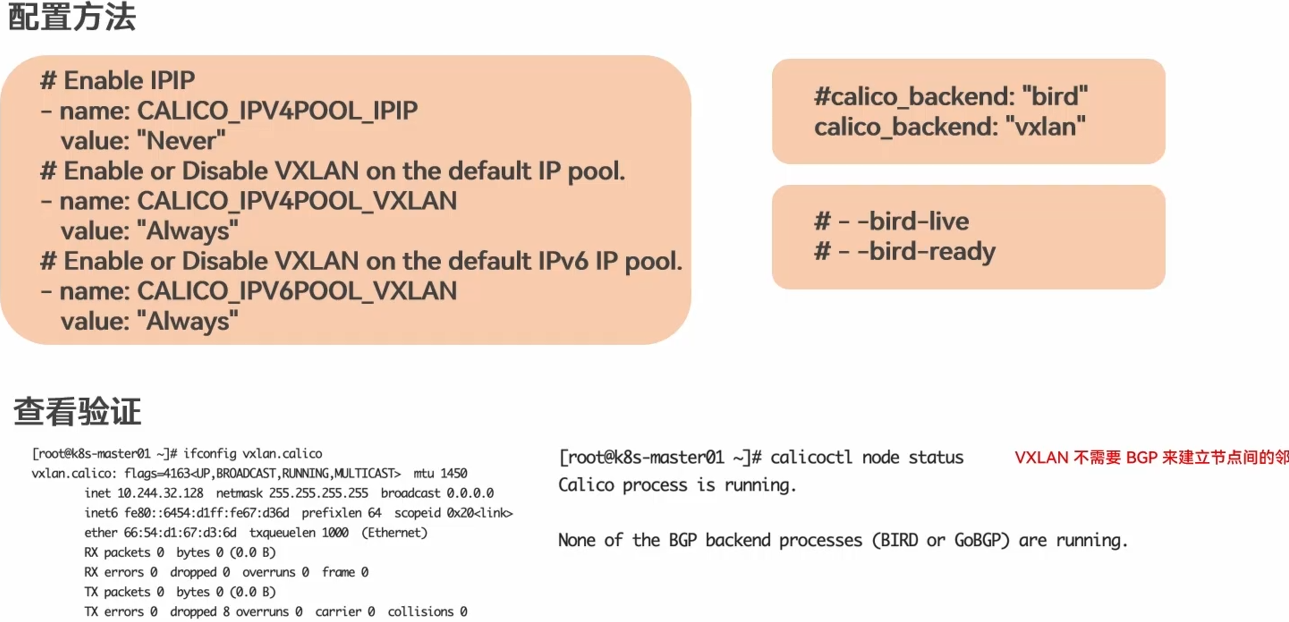 配置方法
# Enable IPIP
- name: CALICO_IPV4POOL_IPIP
value: "Never"
# Enable or Disable VXLAN on the default IP pool.
- name: CALICO_IPV4POOL_VXLAN
value: "Always"
# Enable or Disable VXLAN on the default IPv6 IP pool.
- name: CALICO_IPV6POOL_VXLAN
value: "Always"
#calico_backend: "bird"
calico_backend: "vxlan"
# - -bird-live
# - -bird-ready
查看验证
[root@k8s-master01 ~]# ifconfig vxlan.calico
vxlan.calico: flags=4163<UP,BROADCAST,RUNNING,MULTICAST> mtu 1450
inet 10.244.32.128 netmask 255.255.255.255 broadcast 0.0.0.0
inet6 fe80::6454:d1ff:fe67:d36d prefixlen 64 scopeid 0x20<link>
ether 66:54:d1:67:d3:6d txqueuelen 1000 (Ethernet)
RX packets 0 bytes 0 (0.0 B)
RX errors 0 dropped 0 overruns 0 frame 0
TX packets 0 bytes 0 (0.0 B)
TX errors 0 dropped 8 overruns 0 carrier 0 collisions 0
[root@k8s-master01 ~]# calicoctl node status
Calico process is running.
None of the BGP backend processes (BIRD or GoBGP) are running.
VXLAN 不需要 BGP 来建立节点间的邻